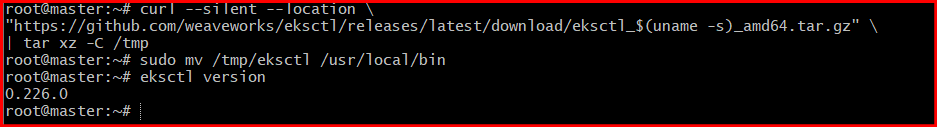 root@master:~# curl --silent --location \
"https://github.com/weaveworks/eksctl/releases/latest/download/eksctl_$(uname -s)_amd64.tar.gz" \
| tar xz -C /tmp
root@master:~# sudo mv /tmp/eksctl /usr/local/bin
root@master:~# eksctl version
0.226.0
root@master:~#